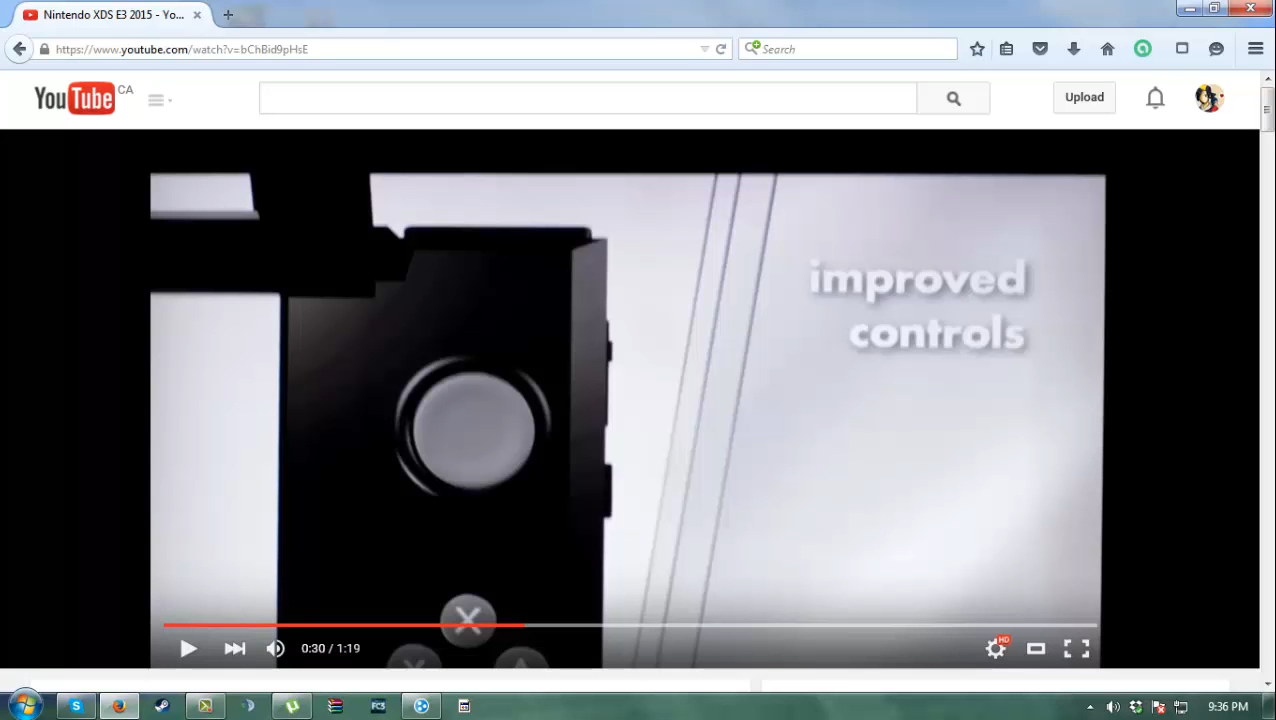 Nintendo XDS E3 2015 - Yo...
https://www.youtube.com/watch?v=bChBid9pHsE
Search
YouTube CA
Upload
improved
controls
X
Y
A
0:30 / 1:19
HD
9:36 PM